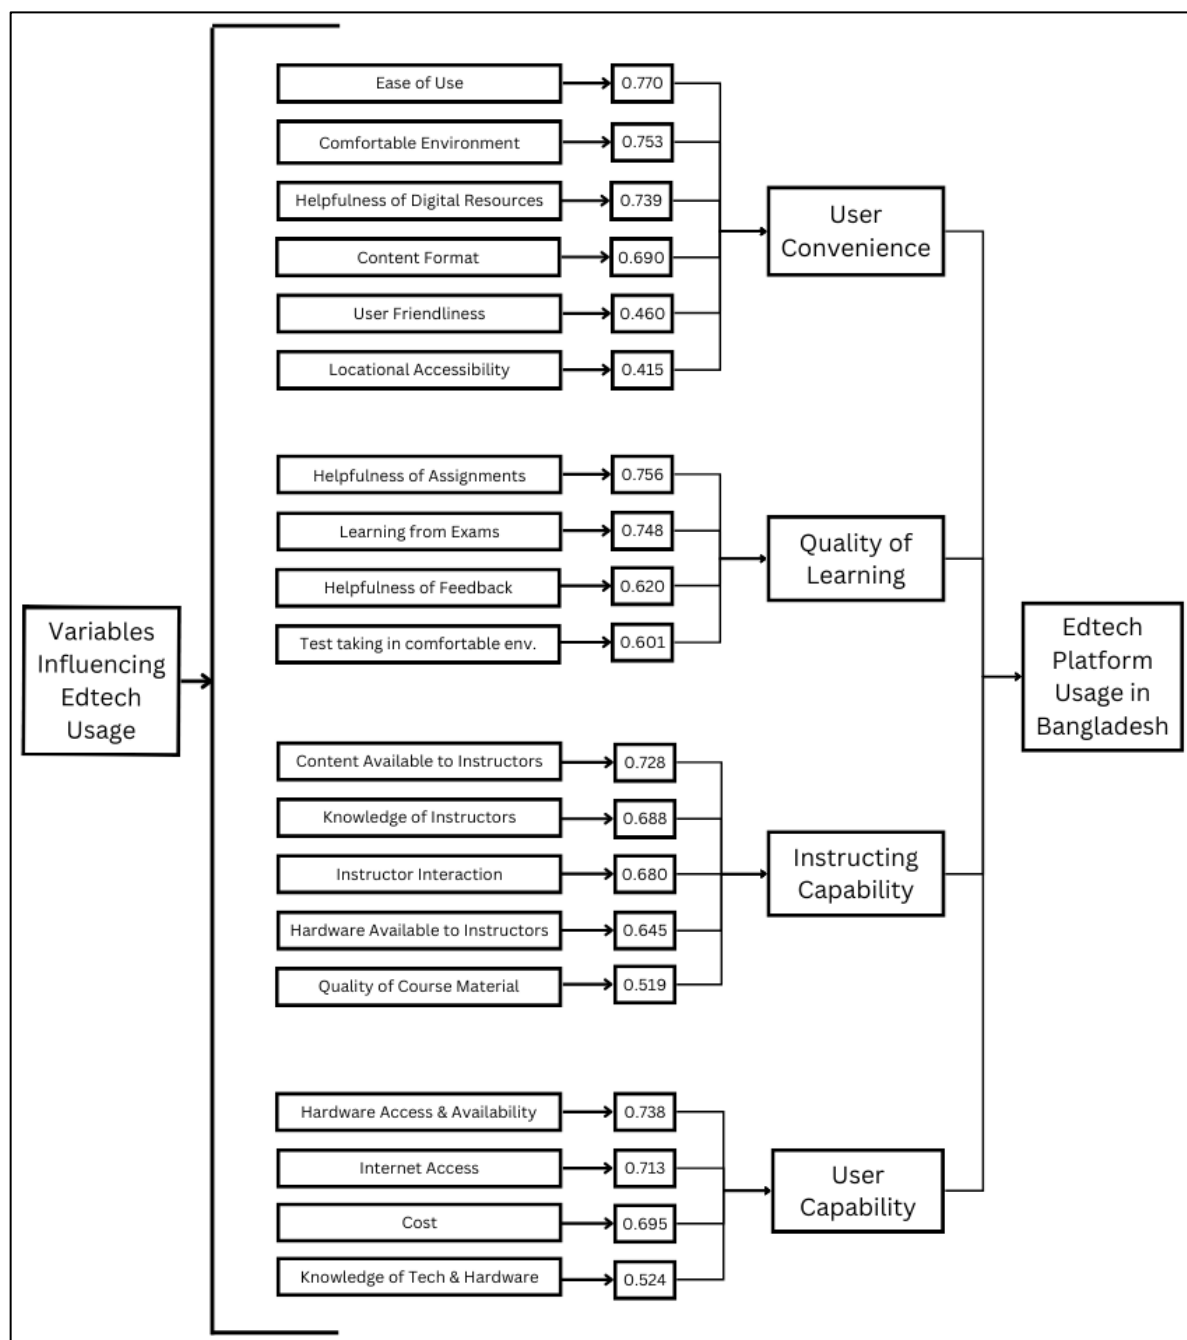 Ease of Use 0.770
Comfortable Environment 0.753
Helpfulness of Digital Resources 0.739
Content Format 0.690
User Friendliness 0.460
Locational Accessibility 0.415
User
Convenience
Helpfulness of Assignments 0.756
Learning from Exams 0.748
Helpfulness of Feedback 0.620
Test taking in comfortable env. 0.601
Quality of
Learning
Variables
Influencing
Edtech
Usage
Edtech
Platform
Usage in
Bangladesh
Content Available to Instructors 0.728
Knowledge of Instructors 0.688
Instructor Interaction 0.680
Hardware Available to Instructors 0.645
Quality of Course Material 0.519
Instructing
Capability
Hardware Access & Availability 0.738
Internet Access 0.713
Cost 0.695
Knowledge of Tech & Hardware 0.524
User
Capability